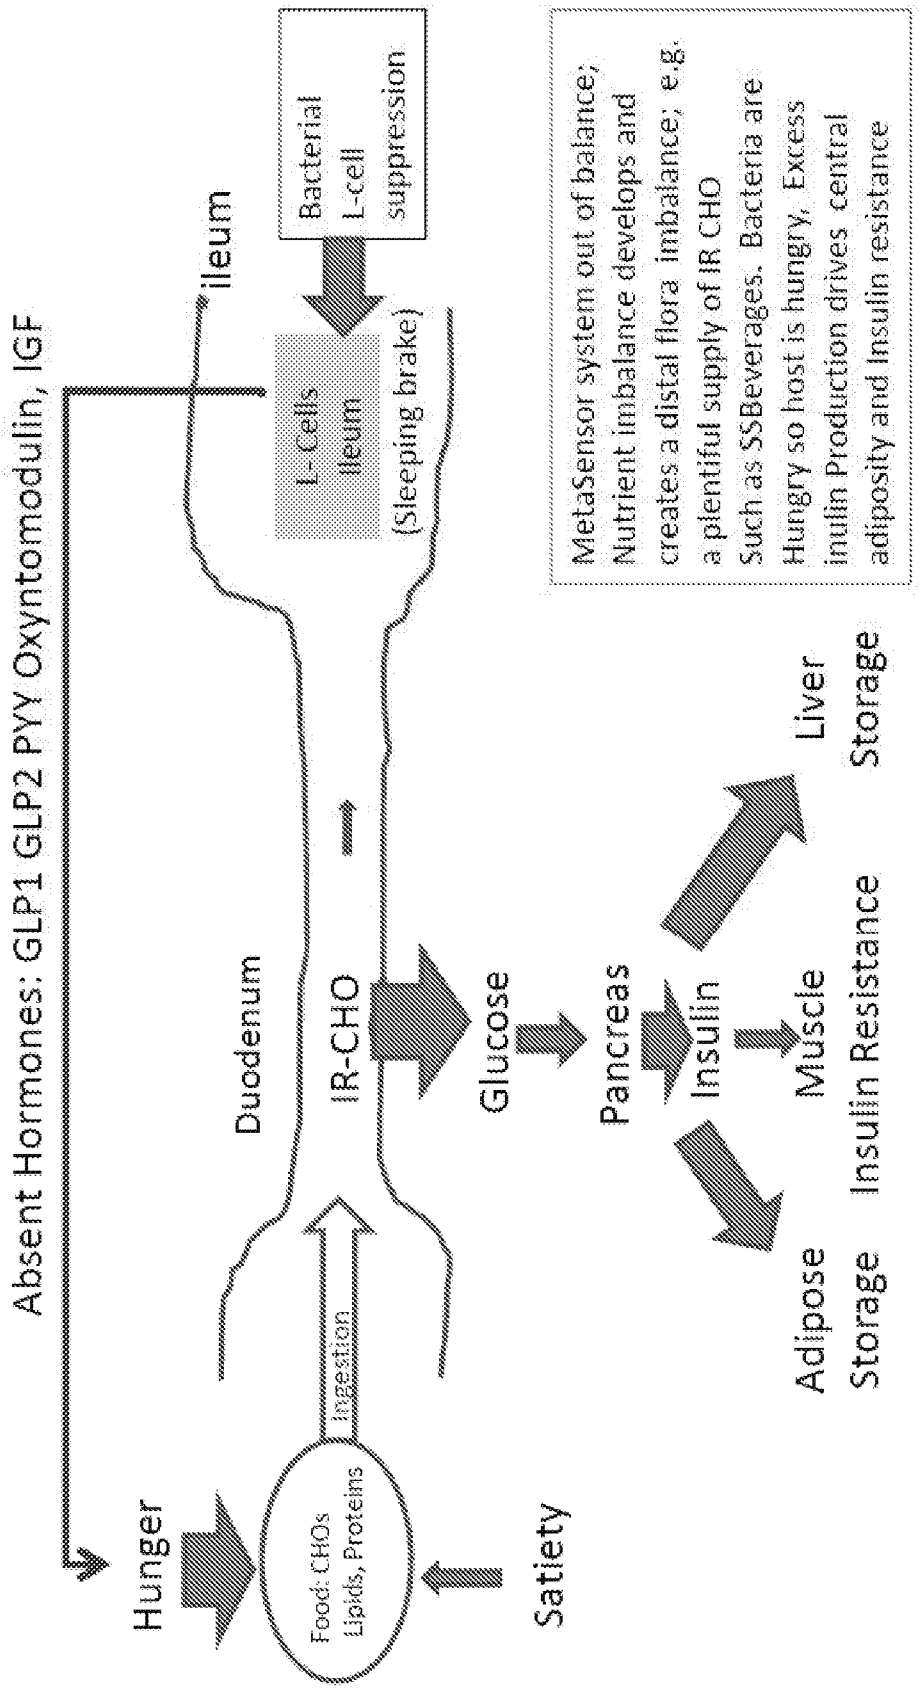 Absent Hormones: GLP1 GLP2 PYY Oxyntomodulin, IGF
Hunger
Food: CHOs
Lipids, Proteins
Satiety
Ingestion
Duodenum
IR-CHO
Glucose
Pancreas
Insulin
Adipose
Storage
Muscle
Insulin Resistance
Liver
Storage
ileum
L- Cells
Ileum
(Sleeping brake)
Bacterial
L-cell
suppression
MetaSensor system out of balance;
Nutrient imbalance develops and
creates a distal flora imbalance; e.g.
a plentiful supply of IR CHO
Such as SSBeverages. Bacteria are
Hungry so host is hungry, Excess
inulin Production drives central
adiposity and Insulin resistance